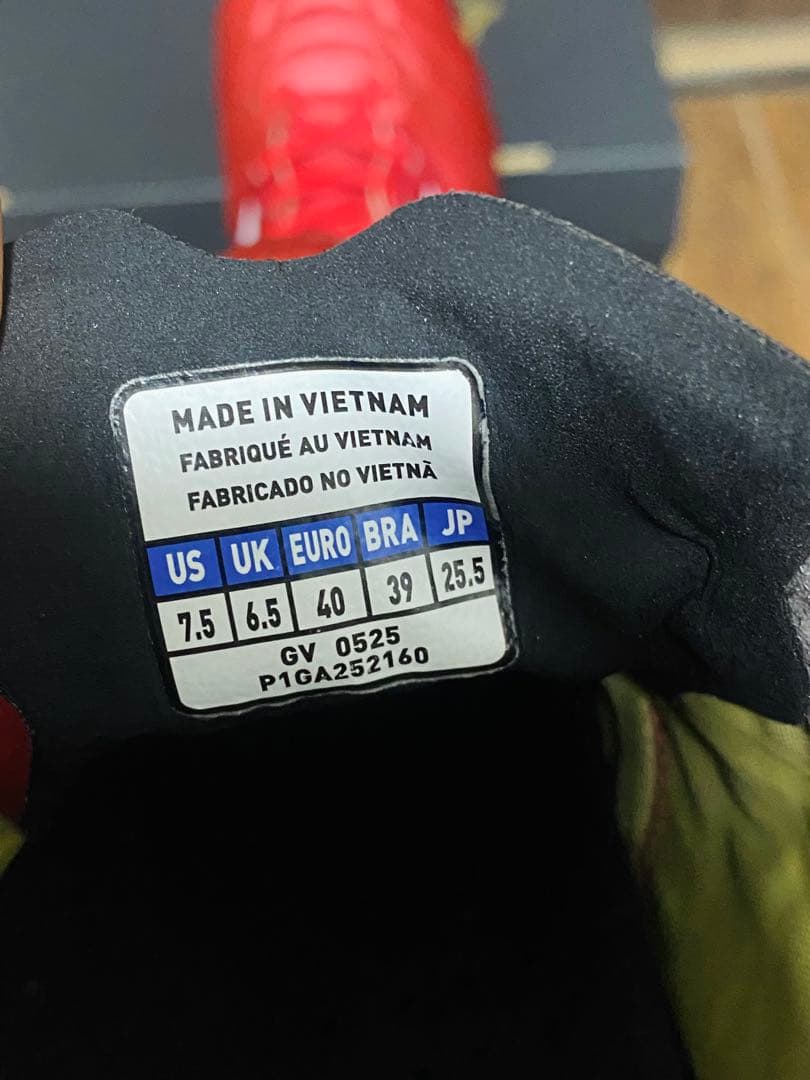 MADE IN VIETNAM
FABRIQUÉ AU VIETNAM
FABRICADO NO VIETNÃ
US UK EURO BRA JP
7.5 6.5 40 39 25.5
GV 0525
P1GA252160